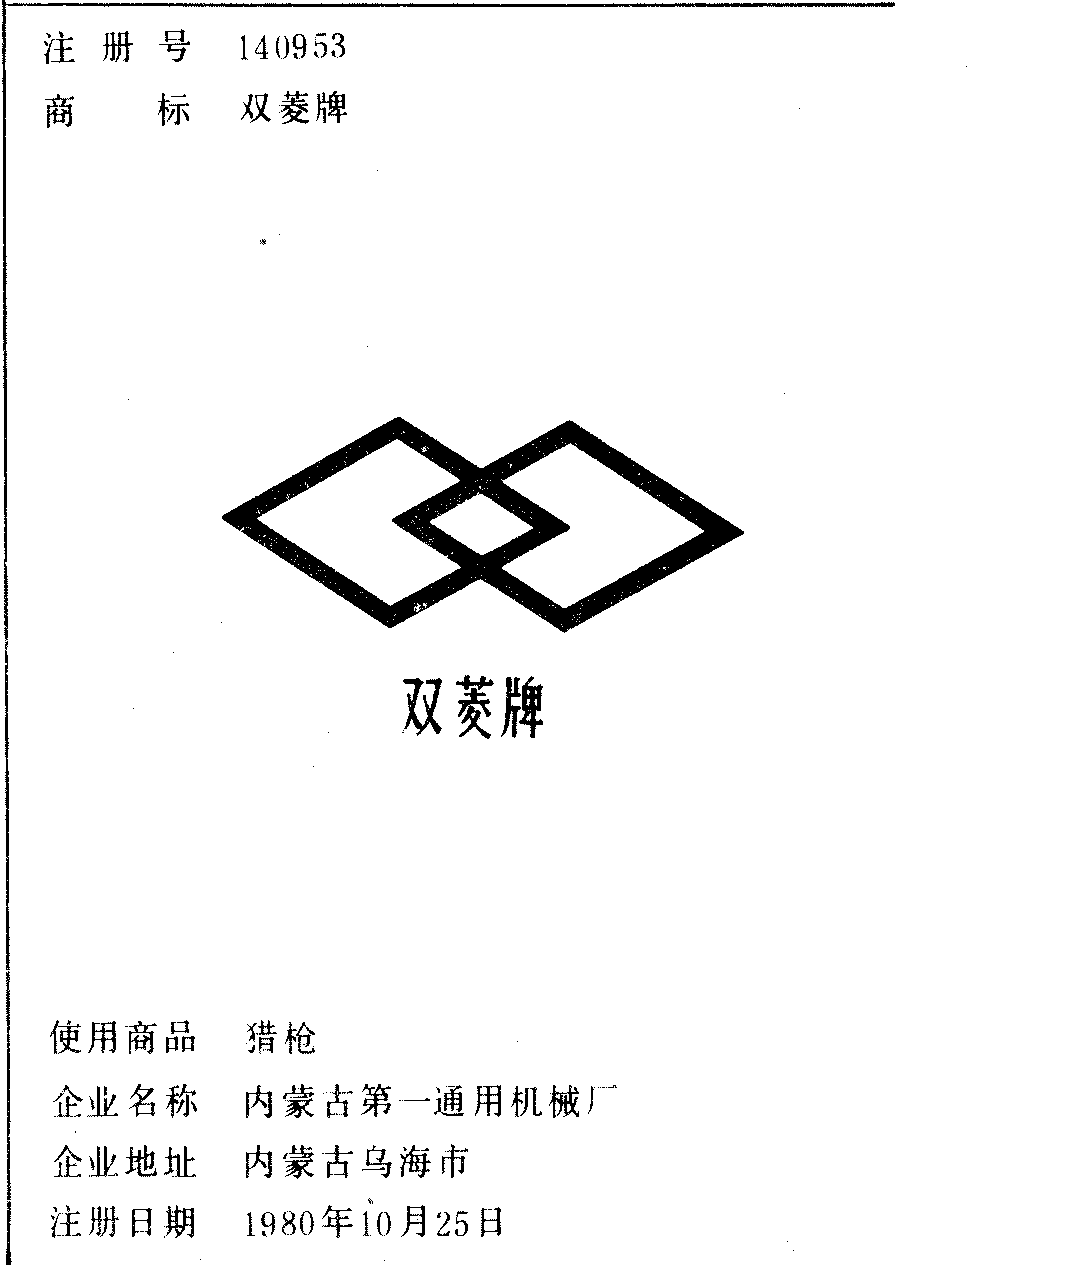 注册号 140953
商标 双菱牌
双菱牌
使用商品 猎枪
企业名称 内蒙古第一通用机械厂
企业地址 内蒙古乌海市
注册日期 1980年10月25日